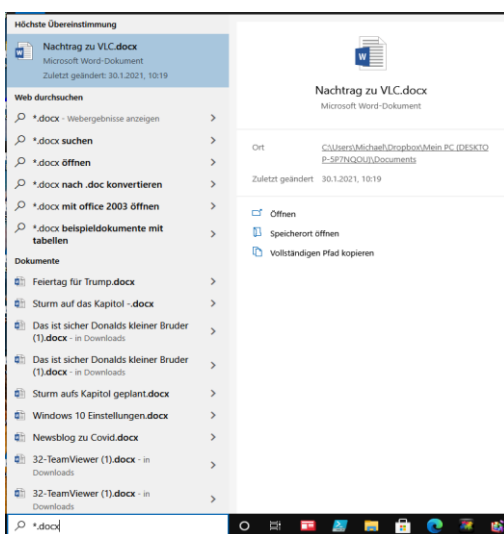 Höchste Übereinstimmung
Nachtrag zu VLC.docx
Microsoft Word-Dokument
Zuletzt geändert: 30.1.2021, 10:19
Web durchsuchen
*.docx - Webergebnisse anzeigen
*.docx suchen
*.docx öffnen
*.docx nach .doc konvertieren
*.docx mit office 2003 öffnen
*.docx beispieldokumente mit
tabellen
Dokumente
Feiertag für Trump.docx
Sturm auf das Kapitol -.docx
Das ist sicher Donalds kleiner Bruder
(1).docx - in Downloads
Das ist sicher Donalds kleiner Bruder
(1).docx - in Downloads
Sturm aufs Kapitol geplant.docx
Windows 10 Einstellungen.docx
Newsblog zu Covid.docx
32-TeamViewer (1).docx - in
Downloads
32-TeamViewer (1).docx - in
Downloads
*.docx
Nachtrag zu VLC.docx
Microsoft Word-Dokument
Ort C:\Users\Michael\Dropbox\Mein PC (DESKTO
P-5P7NQOU)\Documents
Zuletzt geändert 30.1.2021, 10:19
Öffnen
Speicherort öffnen
Vollständigen Pfad kopieren